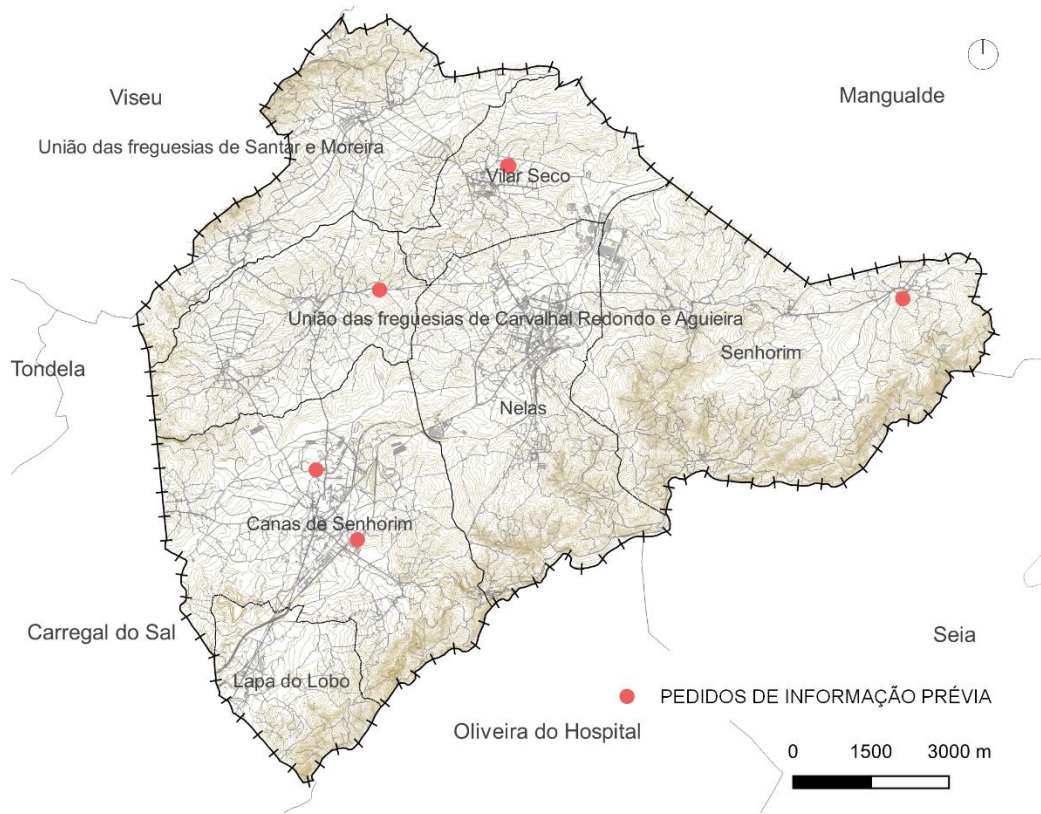 Viseu
Mangualde
União das freguesias de Santar e Moreira
Vilar Seco
União das freguesias de Carvalhal Redondo e Aguieira
Senhorim
Tondela
Nelas
Canas de Senhorim
Carregal do Sal
Seia
Lapa do Lobo
PEDIDOS DE INFORMAÇÃO PRÉVIA
Oliveira do Hospital
0 1500 3000 m